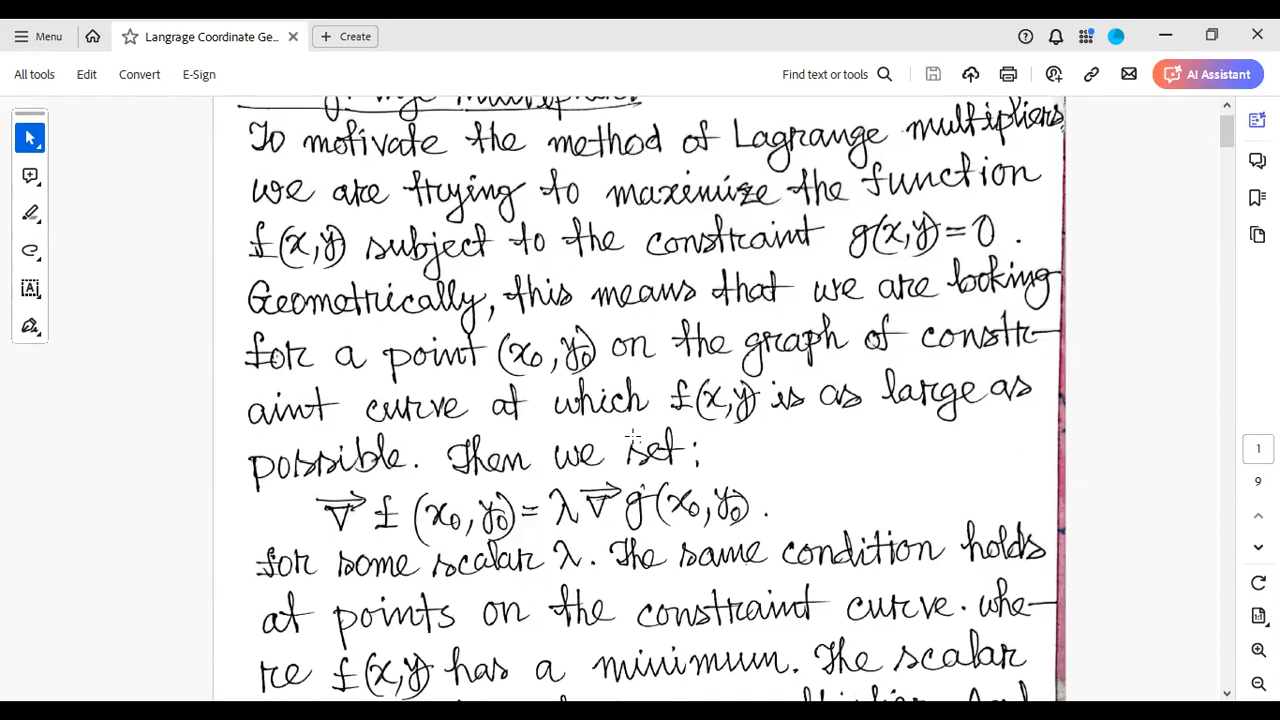 Menu
Langrage Coordinate Ge...
Create
All tools
Edit
Convert
E-Sign
Find text or tools
AI Assistant
To motivate the method of Lagrange multipliers,
we are trying to maximize the function
f(x,y) subject to the constraint g(x,y)=0.
Geometrically, this means that we are looking
for a point (x₀,y₀) on the graph of constr-
aint curve at which f(x,y) is as large as
possible. Then we set:
∇⃗ f (x₀,y₀) = λ ∇⃗ g (x₀,y₀).
for some scalar λ. The same condition holds
at points on the constraint curve. whe-
re f(x,y) has a minimum. The scalar
1
9